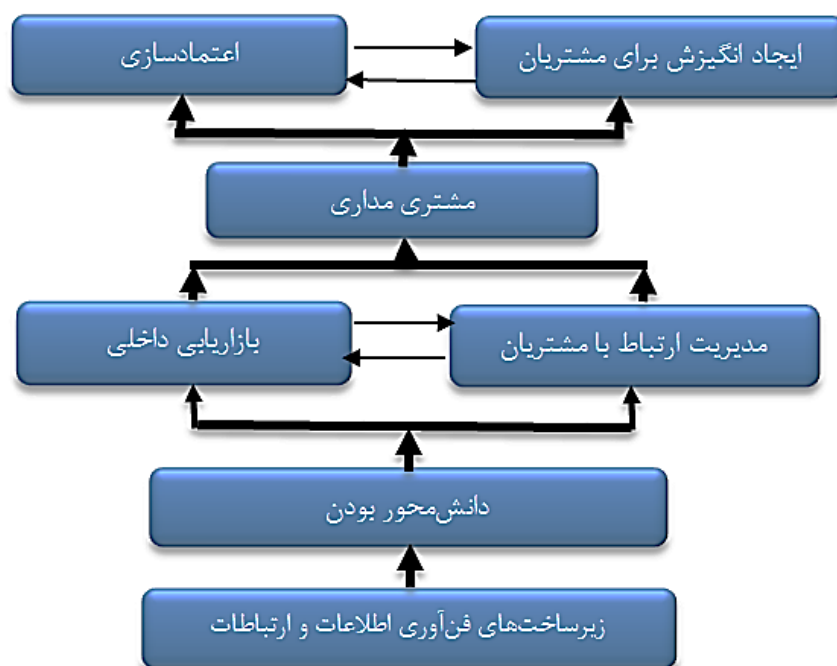 ایجاد انگیزش برای مشتریان
اعتمادسازی
مشتری مداری
مدیریت ارتباط با مشتریان
بازاریابی داخلی
دانش‌محور بودن
زیرساخت‌های فن‌آوری اطلاعات و ارتباطات